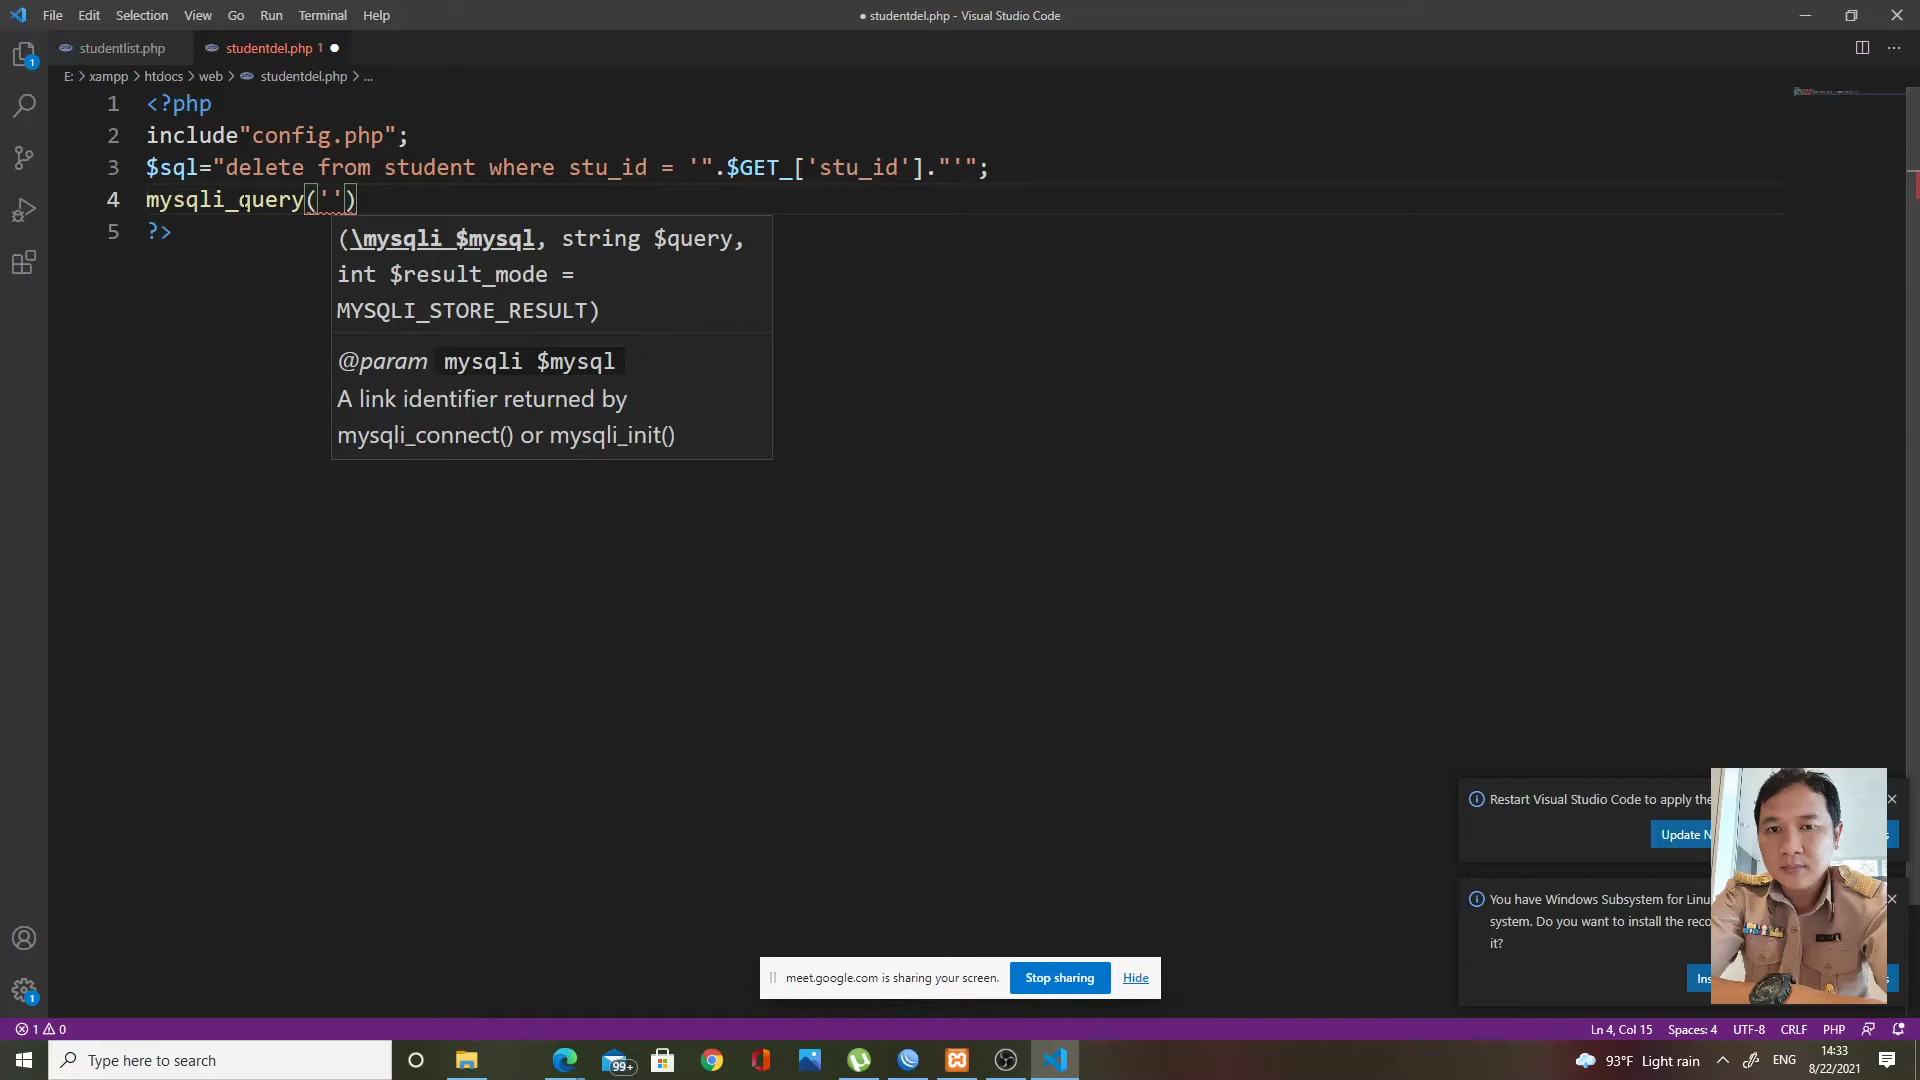 File Edit Selection View Go Run Terminal Help
● studentdel.php - Visual Studio Code
studentlist.php
studentdel.php 1 ●
E: > xampp > htdocs > web > studentdel.php > ...
1 <?php
2 include"config.php";
3 $sql="delete from student where stu_id = '".$GET_['stu_id']."'";
4 mysqli_query('')
5 ?>
(\mysqli $mysql, string $query,
int $result_mode =
MYSQLI_STORE_RESULT)
@param mysqli $mysql
A link identifier returned by
mysqli_connect() or mysqli_init()
Restart Visual Studio Code to apply the
Update
You have Windows Subsystem for
system. Do you want to install the
it?
meet.google.com is sharing your screen. Stop sharing Hide
1 0
Ln 4, Col 15 Spaces: 4 UTF-8 CRLF PHP
Type here to search
99+
93°F Light rain
ENG
14:33
8/22/2021